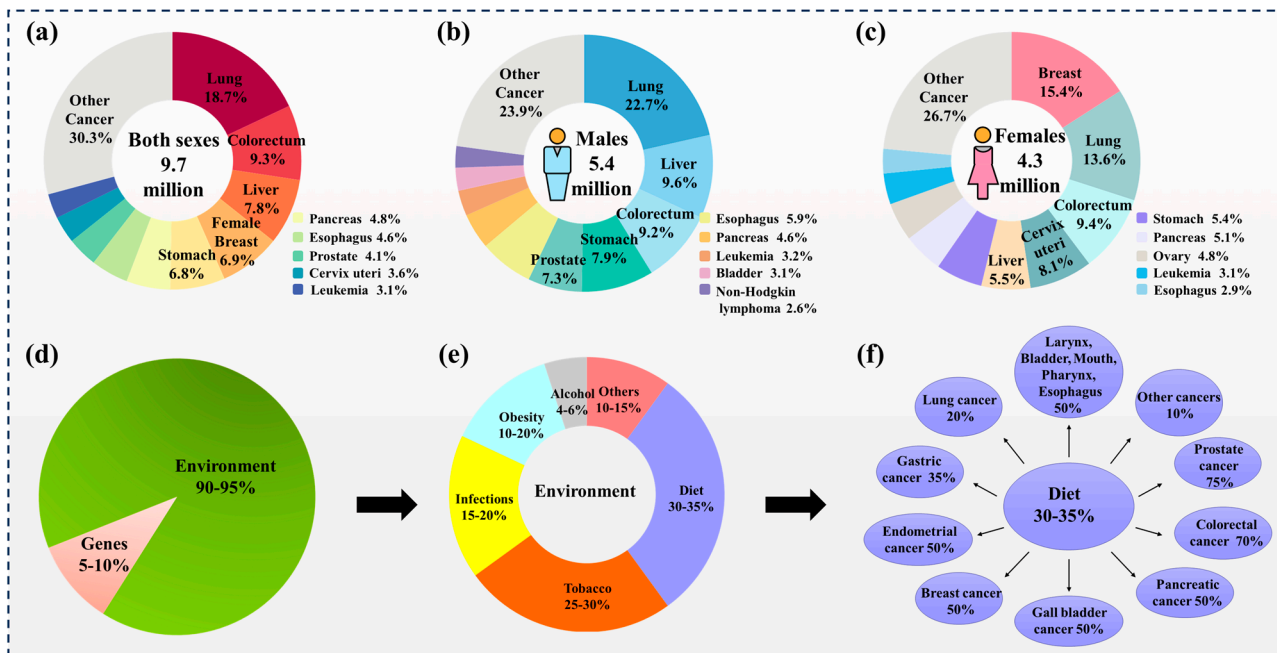 (a)
Lung
18.7%
Colorectum
9.3%
Liver
7.8%
Female
Breast
6.9%
Stomach
6.8%
Other
Cancer
30.3%
Both sexes
9.7
million
Pancreas 4.8%
Esophagus 4.6%
Prostate 4.1%
Cervix uteri 3.6%
Leukemia 3.1%
(b)
Lung
22.7%
Liver
9.6%
Colorectum
9.2%
Stomach
7.9%
Prostate
7.3%
Other
Cancer
23.9%
Males
5.4
million
Esophagus 5.9%
Pancreas 4.6%
Leukemia 3.2%
Bladder 3.1%
Non-Hodgkin
lymphoma 2.6%
(c)
Breast
15.4%
Lung
13.6%
Colorectum
9.4%
Cervix
uteri
8.1%
Liver
5.5%
Other
Cancer
26.7%
Females
4.3
million
Stomach 5.4%
Pancreas 5.1%
Ovary 4.8%
Leukemia 3.1%
Esophagus 2.9%
(d)
Environment
90-95%
Genes
5-10%
(e)
Alcohol
4-6%
Others
10-15%
Obesity
10-20%
Infections
15-20%
Environment
Diet
30-35%
Tobacco
25-30%
(f)
Larynx,
Bladder, Mouth,
Pharynx,
Esophagus
50%
Lung cancer
20%
Other cancers
10%
Gastric
cancer 35%
Prostate
cancer
75%
Diet
30-35%
Endometrial
cancer 50%
Colorectal
cancer 70%
Breast cancer
50%
Pancreatic
cancer 50%
Gall bladder
cancer 50%